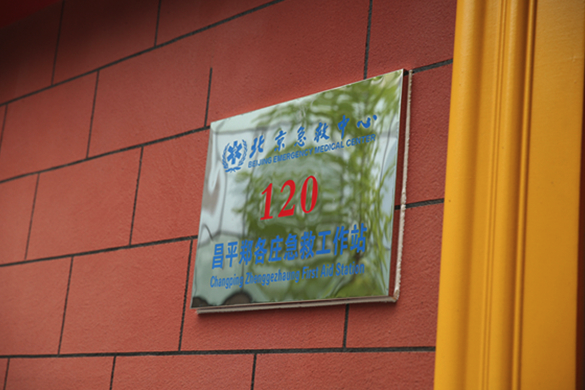 北京急救中心
BEIJING EMERGENCY MEDICAL CENTER
120
昌平郑各庄急救工作站
Changping Zhenggezhaung First Aid Station